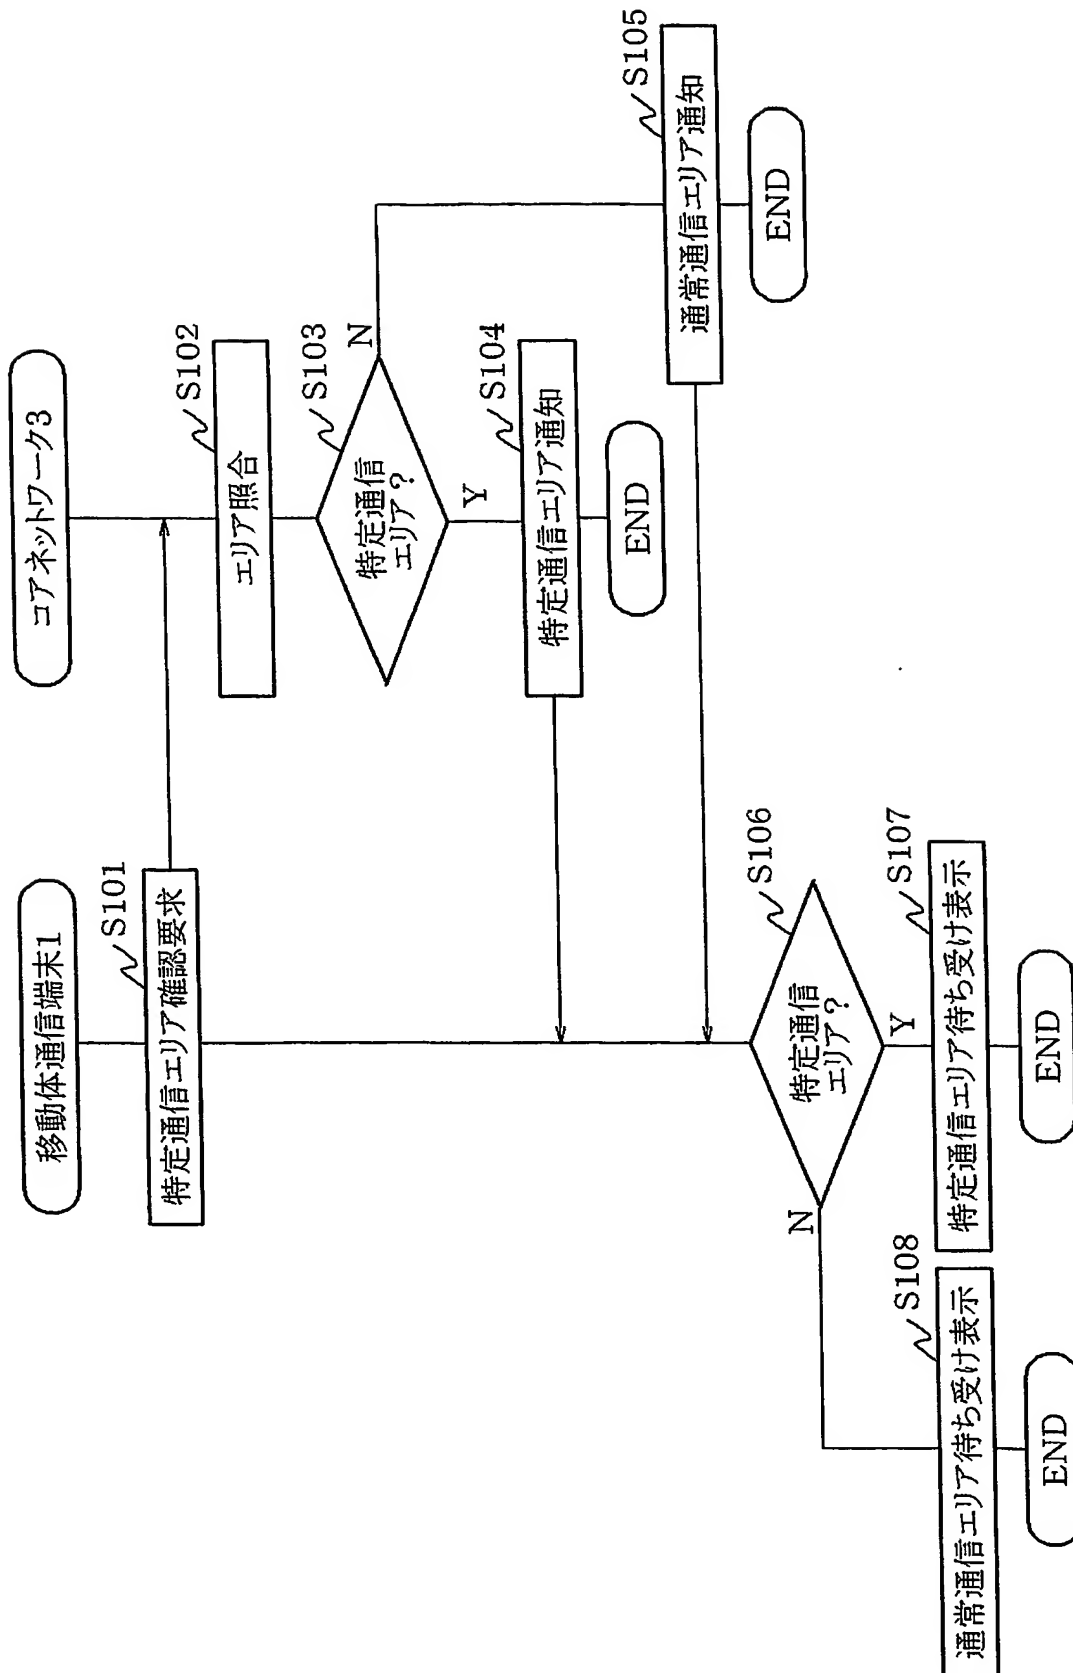 移動体通信端末1
S101
特定通信エリア確認要求
コアネットワーク3
S102
エリア照合
S103
特定通信
エリア?
N
Y
S104
特定通信エリア通知
END
S105
通常通信エリア通知
END
S106
特定通信
エリア?
N
Y
S107
特定通信エリア待ち受け表示
END
S108
通常通信エリア待ち受け表示
END